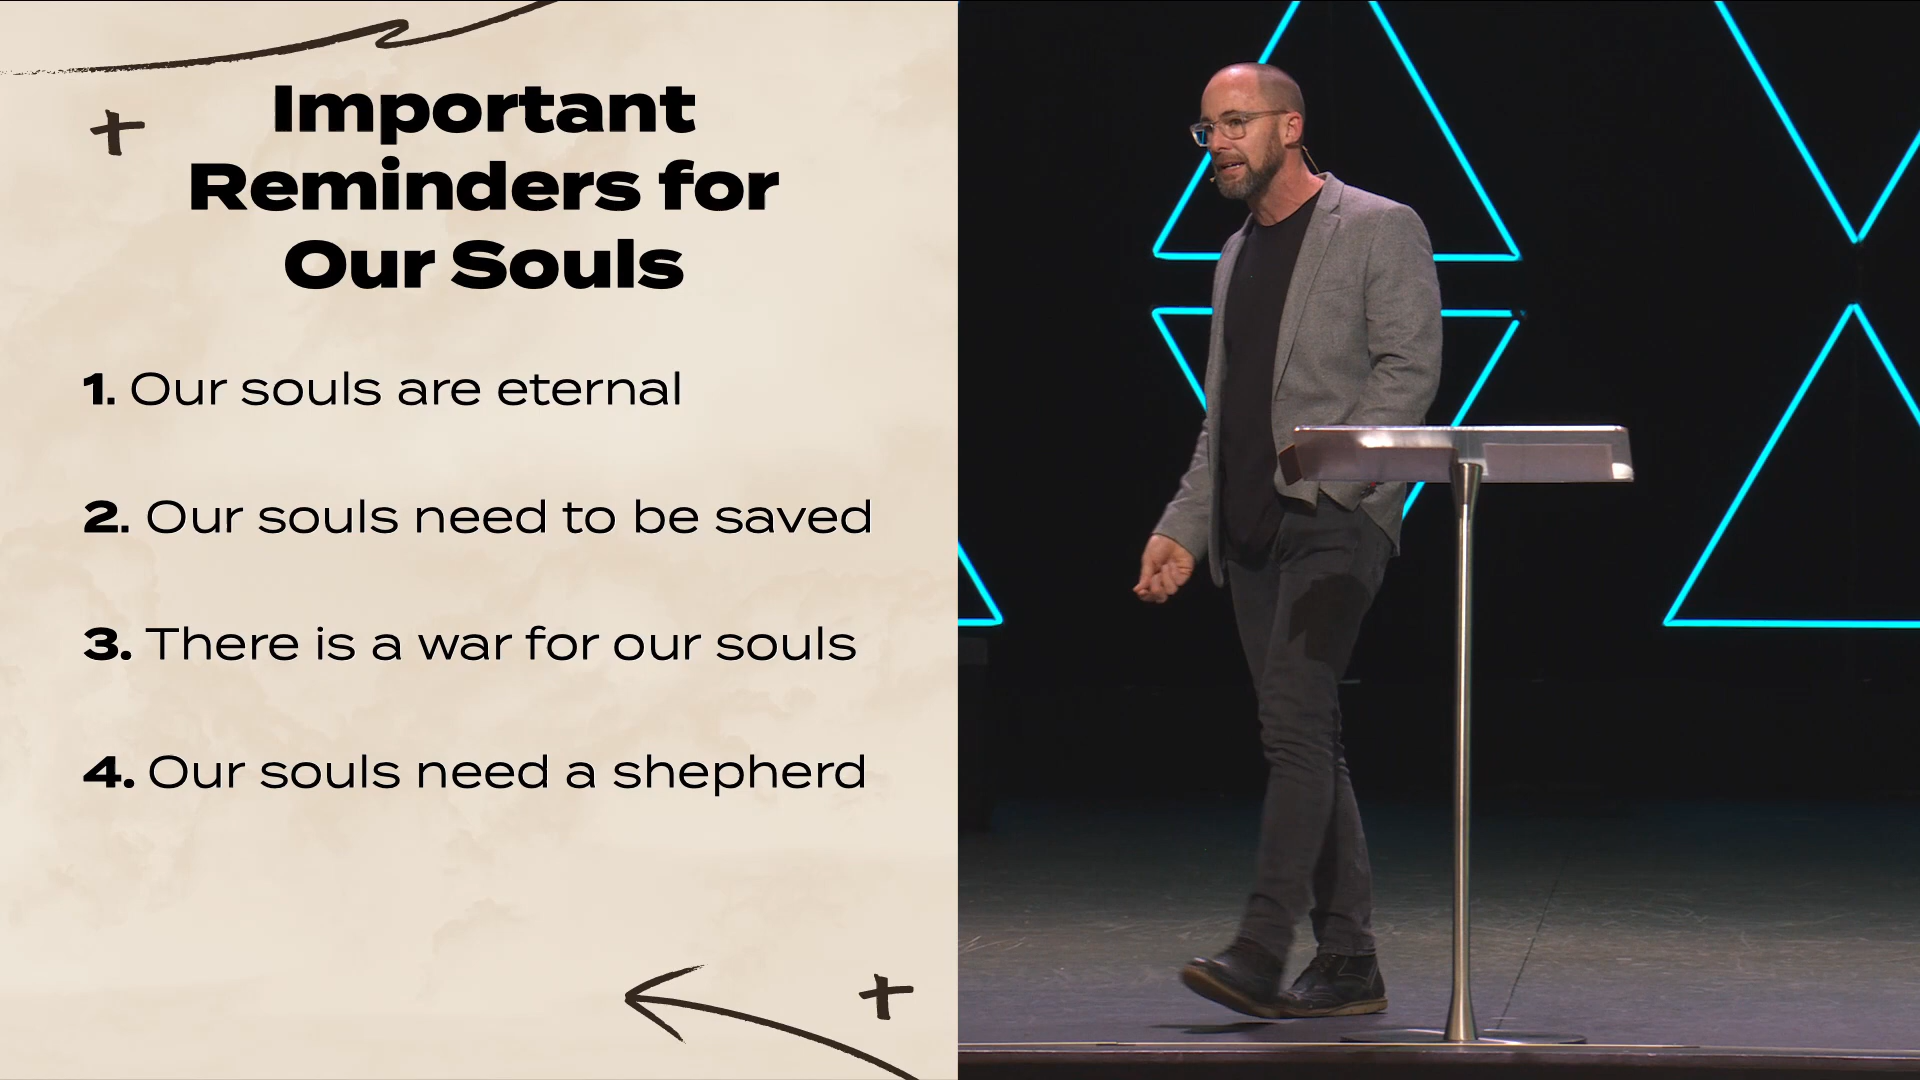 Important
Reminders for
Our Souls
1. Our souls are eternal
2. Our souls need to be saved
3. There is a war for our souls
4. Our souls need a shepherd